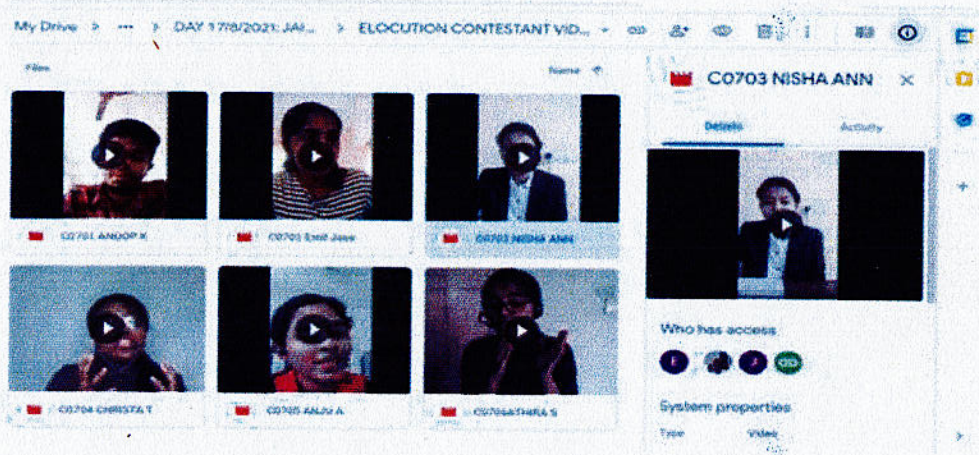 My Drive > ... > DAY 17/8/2021: JAI... > ELOCUTION CONTESTANT VID...
Files
Name
C0703 NISHA ANN
Details
Activity
C0701 ANOOP K
C0703 NISHA ANN
Who has access
C0704 CHRISTA T
C0705 ANJU A
C0706ATHIRA S
System properties
Type
Video